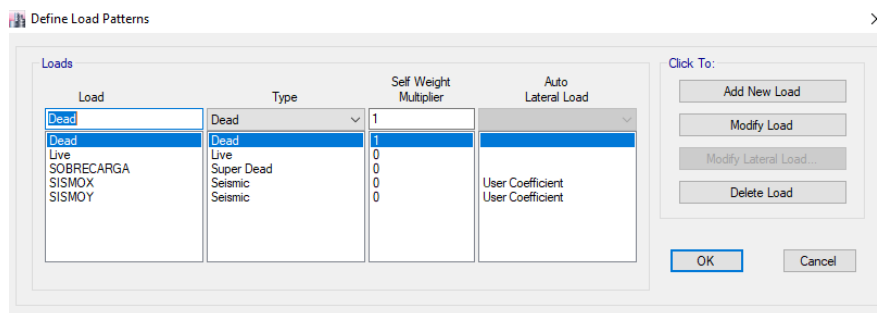 Define Load Patterns
Loads
Click To:
Load Type Self Weight Multiplier Auto Lateral Load
Dead Dead 1
Dead Dead 1
Live Live 0
SOBRECARGA Super Dead 0
SISMOX Seismic 0 User Coefficient
SISMOY Seismic 0 User Coefficient
Add New Load
Modify Load
Modify Lateral Load...
Delete Load
OK Cancel